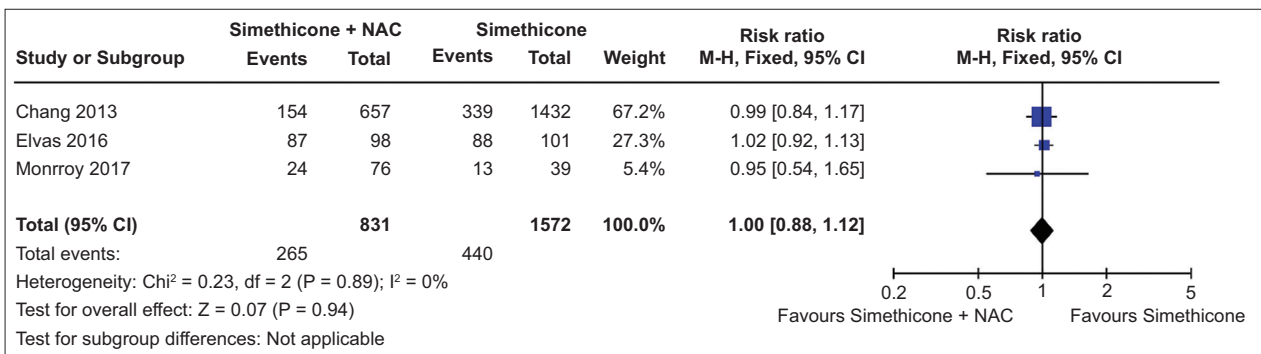 Simethicone + NAC Simethicone Risk ratio Risk ratio
Study or Subgroup Events Total Events Total Weight M-H, Fixed, 95% CI M-H, Fixed, 95% CI
Chang 2013 154 657 339 1432 67.2% 0.99 [0.84, 1.17]
Elvas 2016 87 98 88 101 27.3% 1.02 [0.92, 1.13]
Monrroy 2017 24 76 13 39 5.4% 0.95 [0.54, 1.65]
Total (95% CI) 831 1572 100.0% 1.00 [0.88, 1.12]
Total events: 265 440
Heterogeneity: Chi² = 0.23, df = 2 (P = 0.89); I² = 0%
Test for overall effect: Z = 0.07 (P = 0.94)
Test for subgroup differences: Not applicable
0.2 0.5 1 2 5
Favours Simethicone + NAC Favours Simethicone